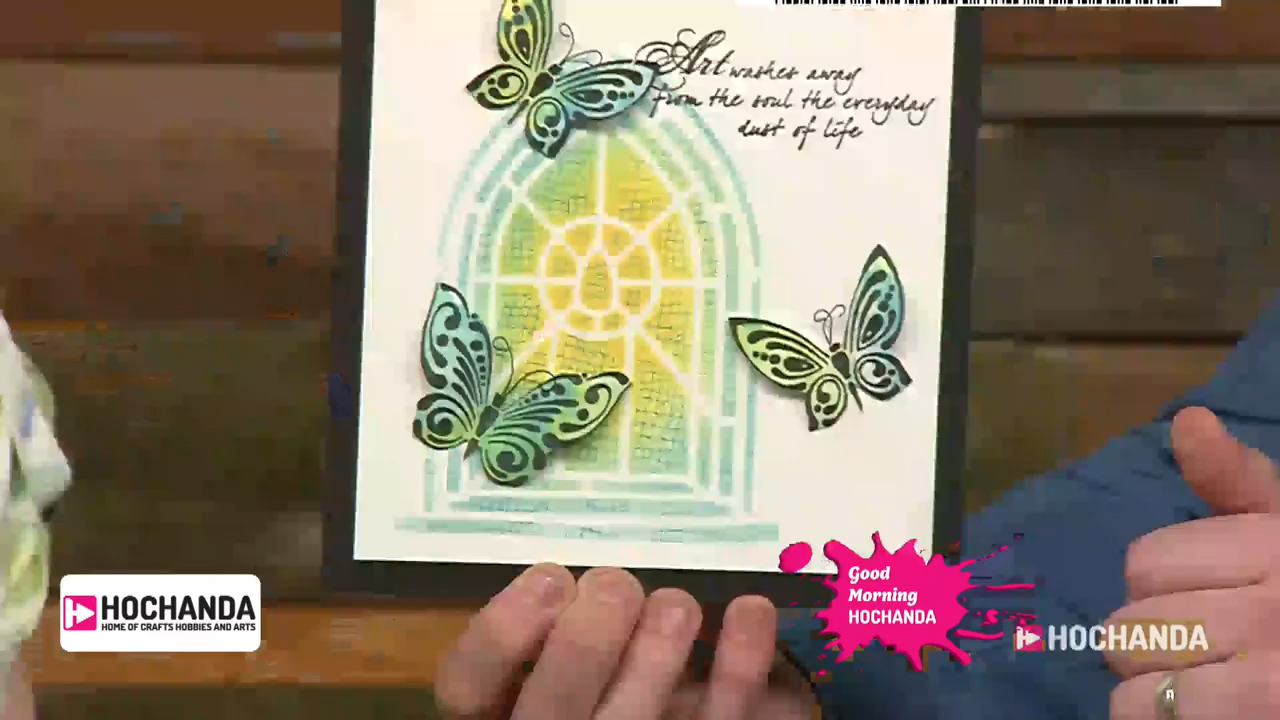 Art washes away
from the soul the everyday
dust of life
Good
Morning
HOCHANDA
HOCHANDA
HOME OF CRAFTS HOBBIES AND ARTS
HOCHANDA